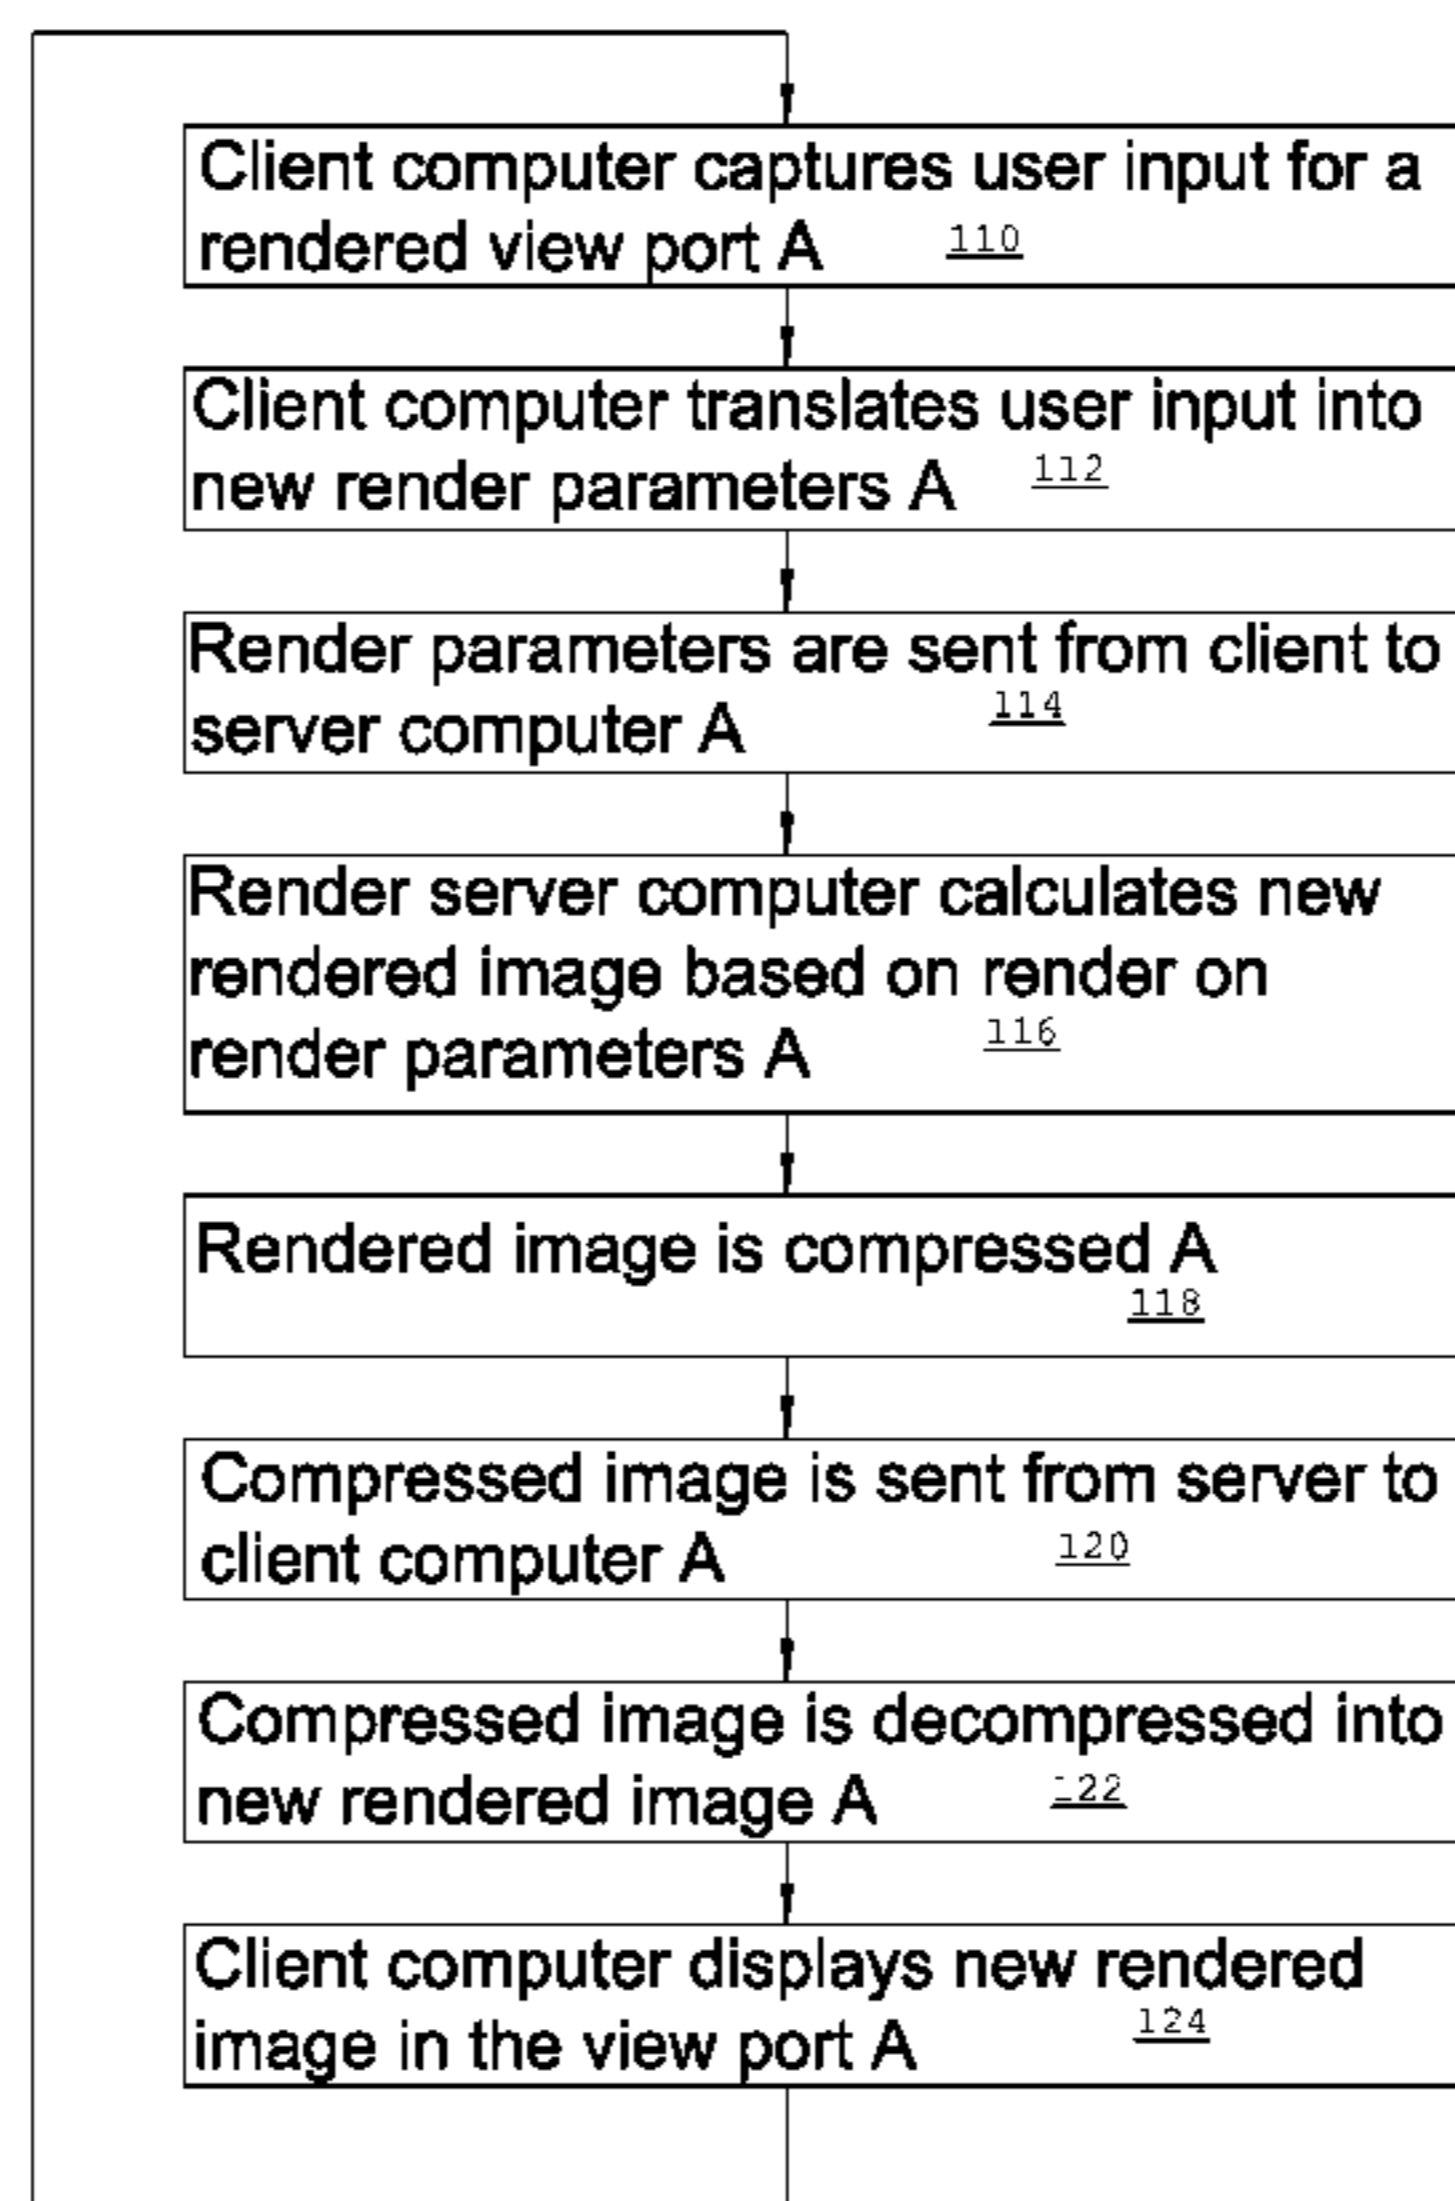 Client computer captures user input for a
rendered view port A 110
Client computer translates user input into
new render parameters A 112
Render parameters are sent from client to
server computer A 114
Render server computer calculates new
rendered image based on render on
render parameters A 116
Rendered image is compressed A
118
Compressed image is sent from server to
client computer A 120
Compressed image is decompressed into
new rendered image A 122
Client computer displays new rendered
image in the view port A 124